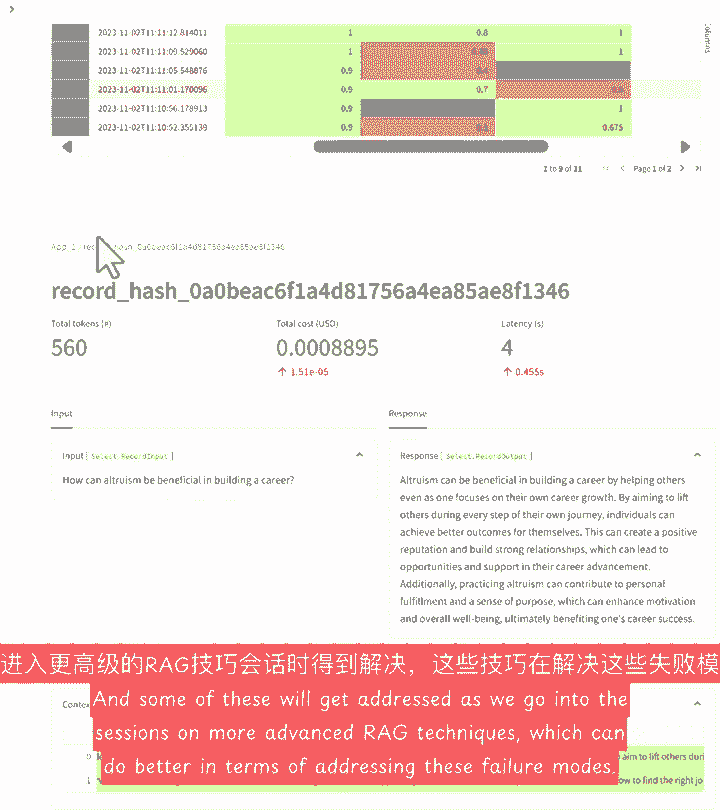 2023-11-02T11:11:12.814011 1 0.8 1
2023-11-02T11:11:09.529060 1 1
2023-11-02T11:11:05.548876 0.9
2023-11-02T11:11:01.170096 0.9 0.7
2023-11-02T11:10:56.178913 0.9 1
2023-11-02T11:10:52.355139 0.9 0.675
1 to 9 of 11 Page 1 of 2
record_hash_0a0beac6f1a4d81756a4ea85ae8f1346
Total tokens (#) Total cost (USD) Latency (s)
560 0.0008895 4
↑ 1.51e-05 ↑ 0.455s
Input Response
Input [ Select.RecordInput ] Response [ Select.RecordOutput ]
How can altruism be beneficial in building a career?
Altruism can be beneficial in building a career by helping others
even as one focuses on their own career growth. By aiming to lift
others during every step of their own journey, individuals can
achieve better outcomes for themselves. This can create a positive
reputation and build strong relationships, which can lead to
opportunities and support in their career advancement.
Additionally, practicing altruism can contribute to personal
fulfillment and a sense of purpose, which can enhance motivation
and overall well-being, ultimately benefiting one's career success.
进入更高级的RAG技巧会话时得到解决，这些技巧在解决这些失败模
And some of these will get addressed as we go into the
sessions on more advanced RAG techniques, which can
do better in terms of addressing these failure modes.
aim to lift others duri
ow to find the right jo